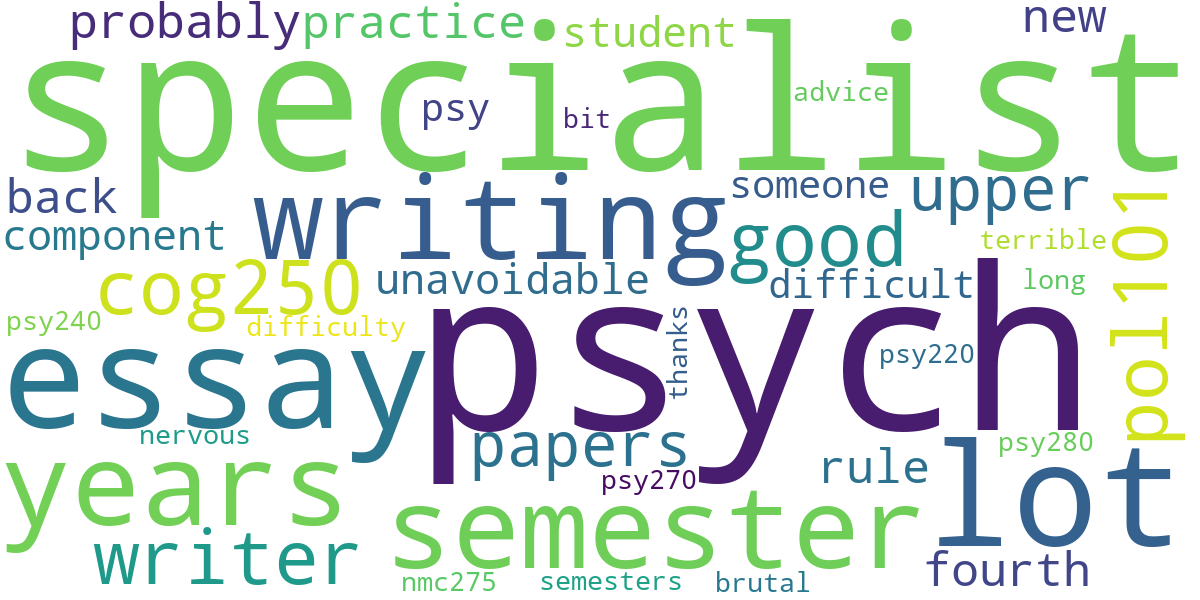 probably practice student new
specialist
psy bit advice
back writing someone upper
component good terrible
cog250 unavoidable difficult long pol101
psy240 difficulty psych thanks psy220
essay
nervous papers psy280
years psy270 rule lot
semester
writer fourth
nmc275 semesters brutal